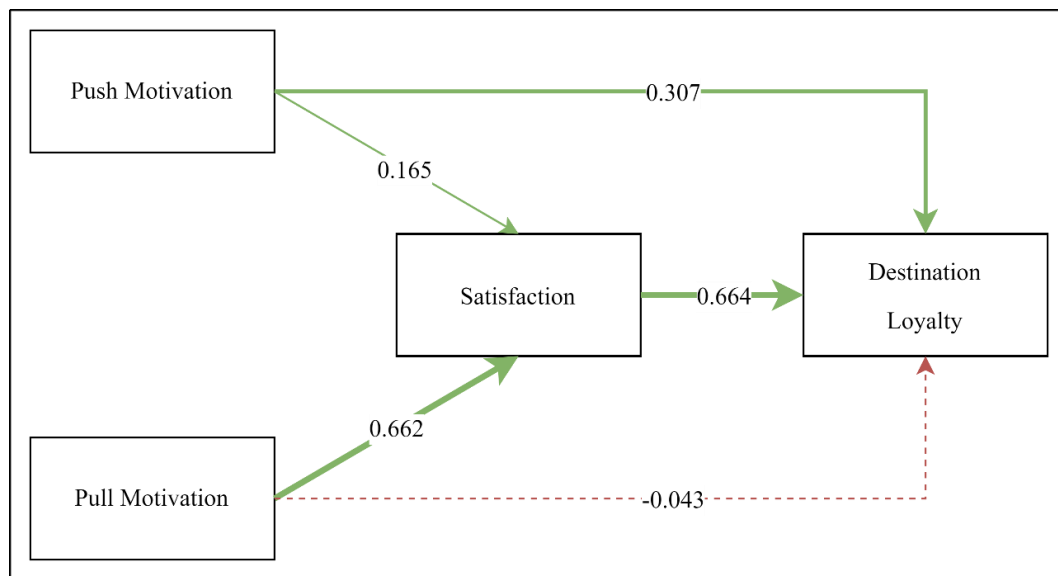 Push Motivation
0.307
0.165
Satisfaction
0.664
Destination
Loyalty
0.662
Pull Motivation
-0.043